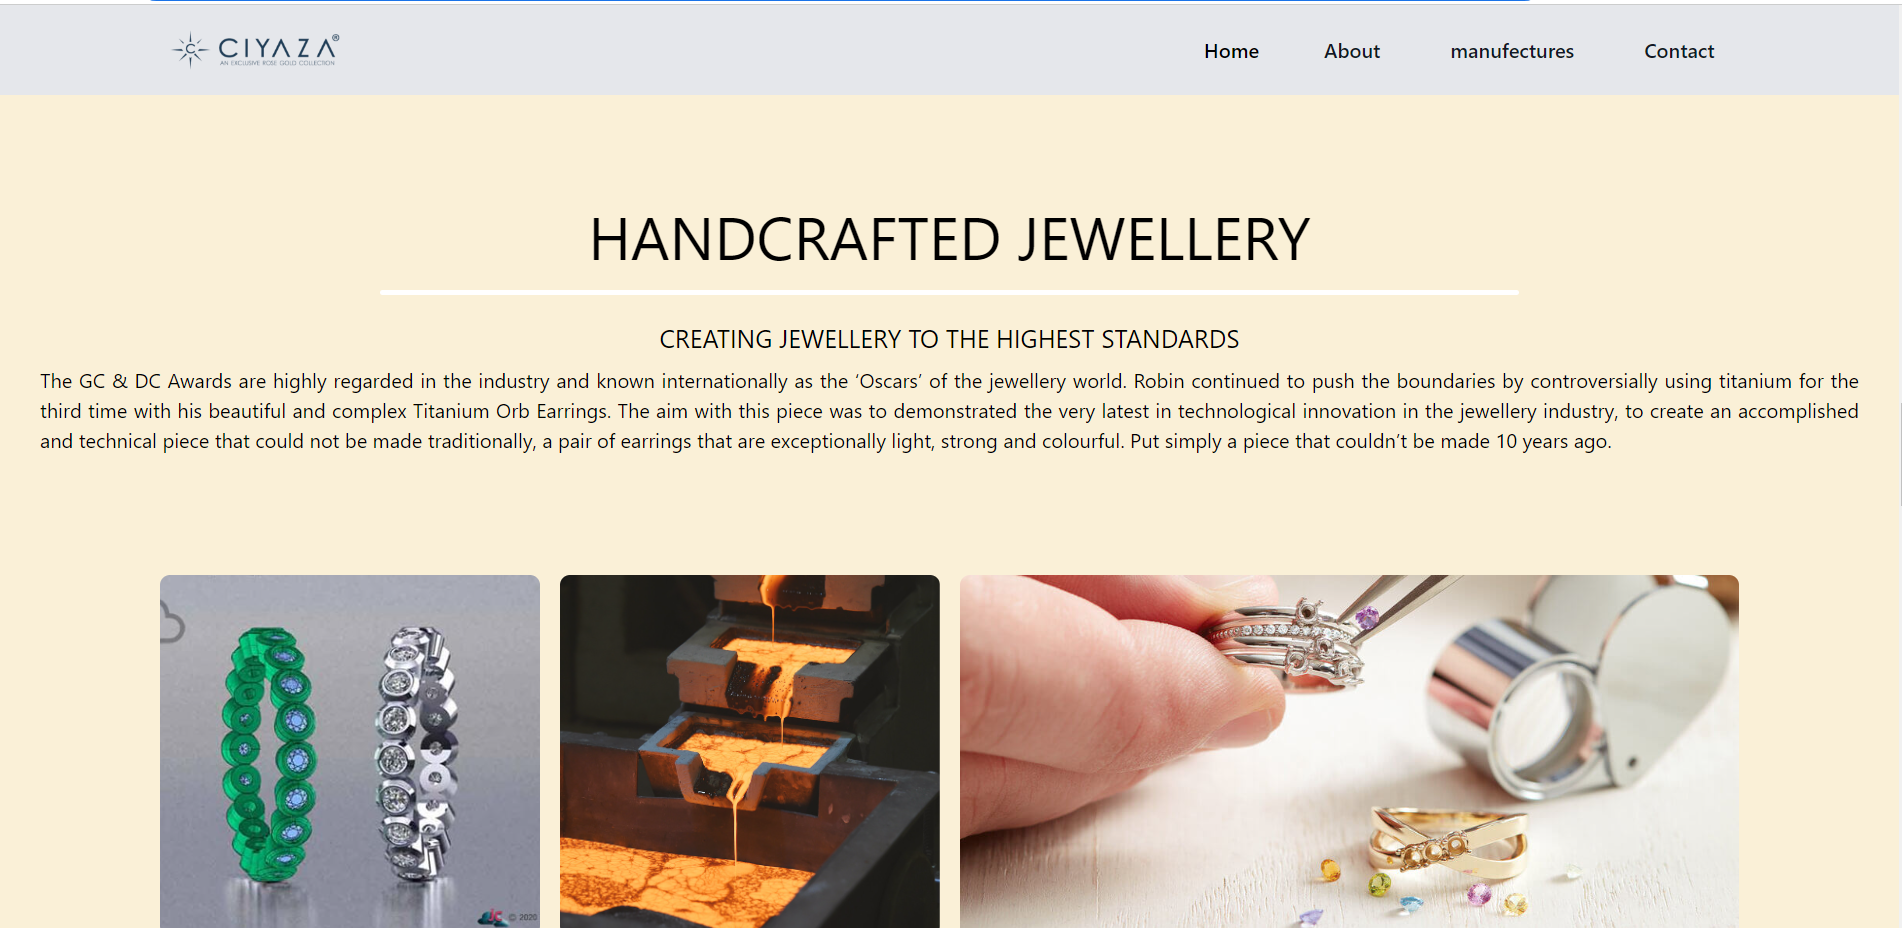 CIYAZA®
AN EXCLUSIVE ROSE GOLD COLLECTION
Home
About
manufectures
Contact
HANDCRAFTED JEWELLERY
CREATING JEWELLERY TO THE HIGHEST STANDARDS
The GC & DC Awards are highly regarded in the industry and known internationally as the ‘Oscars’ of the jewellery world. Robin continued to push the boundaries by controversially using titanium for the
third time with his beautiful and complex Titanium Orb Earrings. The aim with this piece was to demonstrated the very latest in technological innovation in the jewellery industry, to create an accomplished
and technical piece that could not be made traditionally, a pair of earrings that are exceptionally light, strong and colourful. Put simply a piece that couldn’t be made 10 years ago.
© 2020